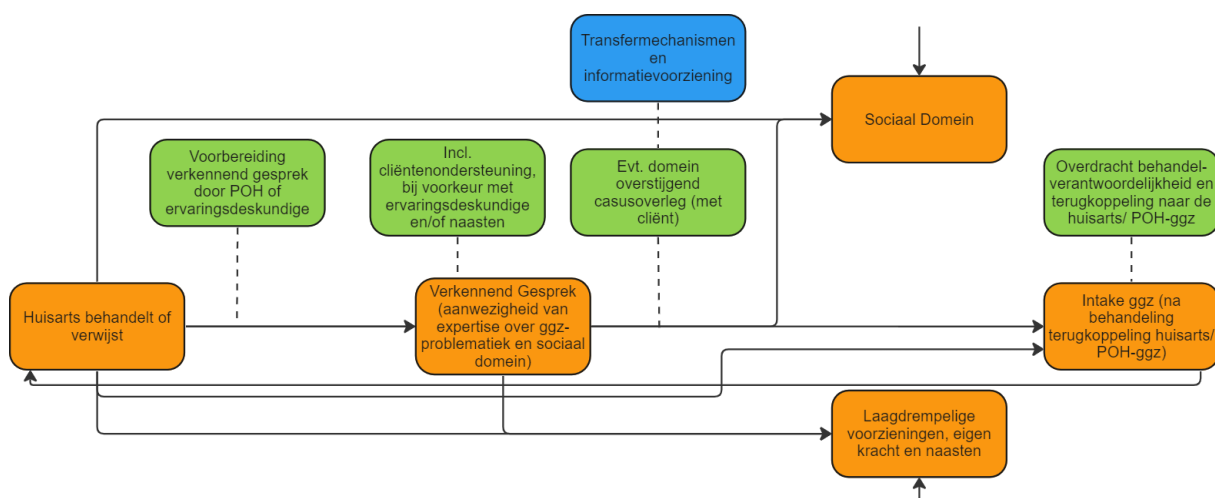 Transfermechanismen
en
informatievoorziening
Sociaal Domein
Voorbereiding
verkennend gesprek
door POH of
ervaringsdeskundige
Incl.
cliëntenondersteuning,
bij voorkeur met
ervaringsdeskundige
en/of naasten
Evt. domein
overstijgend
casusoverleg (met
cliënt)
Overdracht behandel-
verantwoordelijkheid en
terugkoppeling naar de
huisarts/ POH-ggz
Huisarts behandelt of
verwijst
Verkennend Gesprek
(aanwezigheid van
expertise over ggz-
problematiek en sociaal
domein)
Intake ggz (na
behandeling
terugkoppeling huisarts/
POH-ggz)
Laagdrempelige
voorzieningen, eigen
kracht en naasten